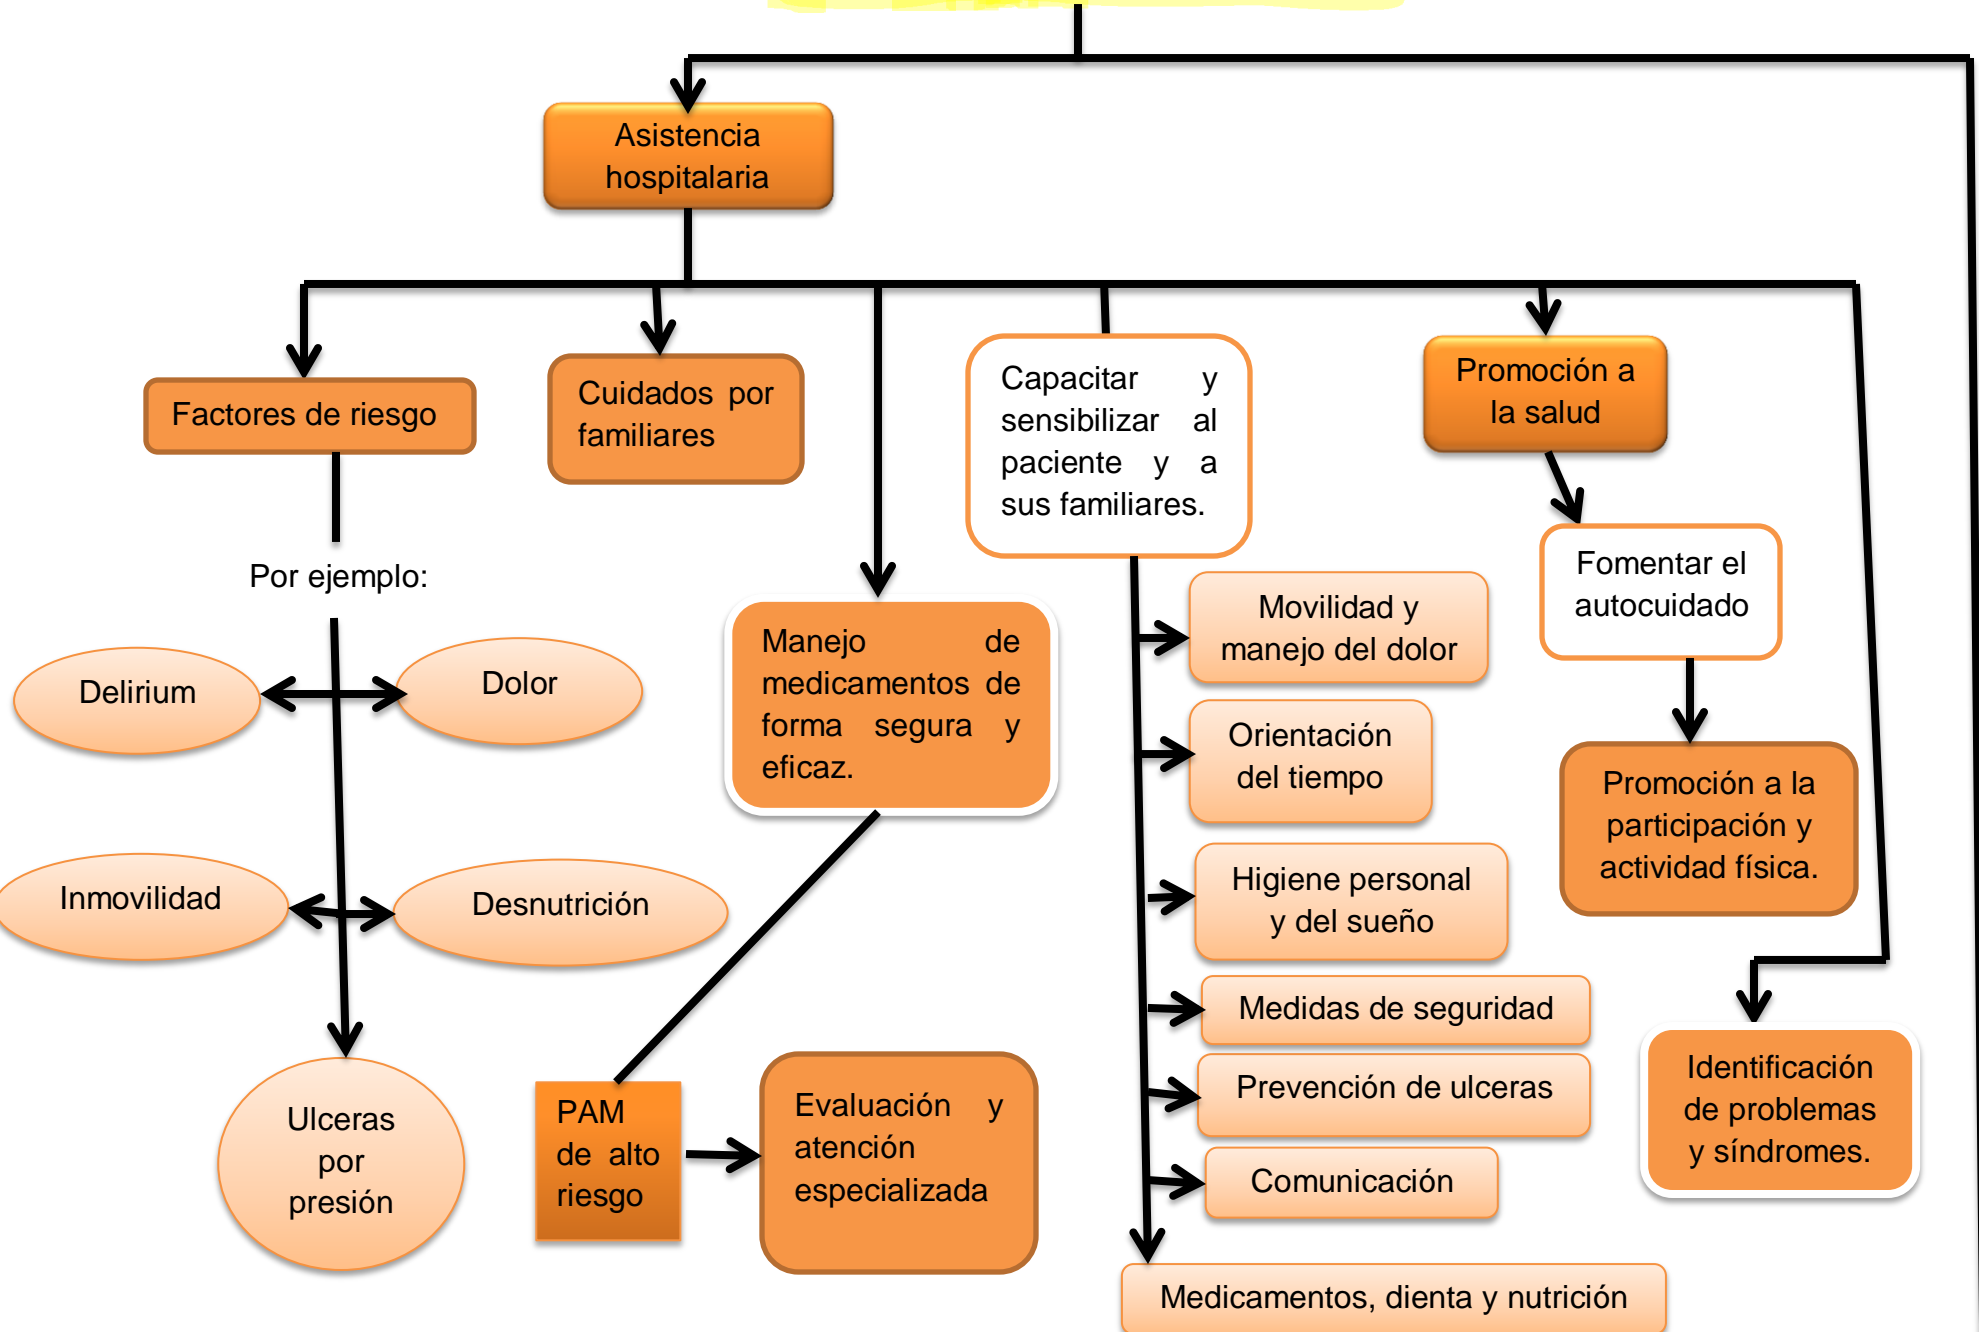 Asistencia
hospitalaria
Factores de riesgo
Por ejemplo:
Delirium
Dolor
Inmovilidad
Desnutrición
Ulceras
por
presión
Cuidados por
familiares
Manejo de
medicamentos de
forma segura y
eficaz.
PAM
de alto
riesgo
Evaluación y
atención
especializada
Capacitar y
sensibilizar al
paciente y a
sus familiares.
Movilidad y
manejo del dolor
Orientación
del tiempo
Higiene personal
y del sueño
Medidas de seguridad
Prevención de ulceras
Comunicación
Medicamentos, dienta y nutrición
Promoción a
la salud
Fomentar el
autocuidado
Promoción a la
participación y
actividad física.
Identificación
de problemas
y síndromes.